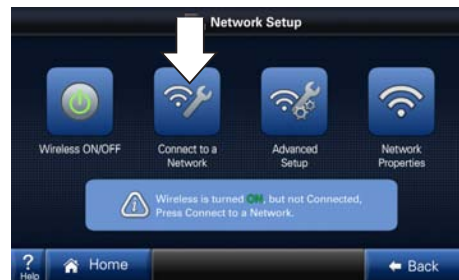 Network Setup
Wireless ON/OFF
Connect to a
Network
Advanced
Setup
Network
Properties
Wireless is turned ON, but not Connected,
Press Connect to a Network.
?
Help
Home
Back